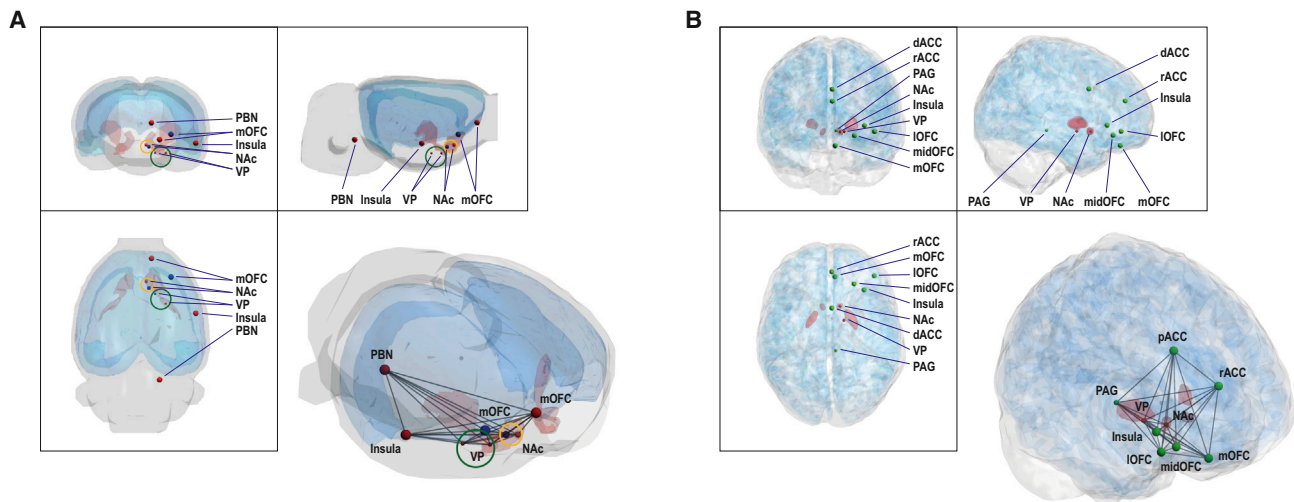 A
PBN
mOFC
Insula
NAc
VP
PBN Insula VP NAc mOFC
mOFC
NAc
VP
Insula
PBN
PBN
mOFC
mOFC
Insula
VP
NAc
B
dACC
rACC
PAG
NAc
Insula
VP
lOFC
midOFC
mOFC
dACC
rACC
Insula
lOFC
PAG VP NAc midOFC mOFC
rACC
mOFC
lOFC
midOFC
Insula
NAc
dACC
VP
PAG
pACC
rACC
PAG
VP
NAc
Insula
lOFC
midOFC
mOFC